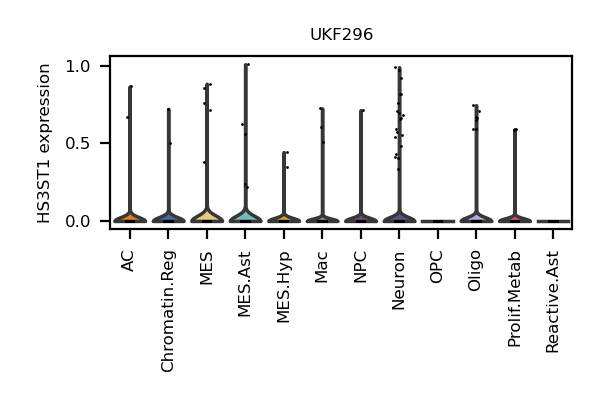 UKF296
HS3ST1 expression
1.0
0.5
0.0
AC
Chromatin.Reg
MES
MES.Ast
MES.Hyp
Mac
NPC
Neuron
OPC
Oligo
Prolif.Metab
Reactive.Ast